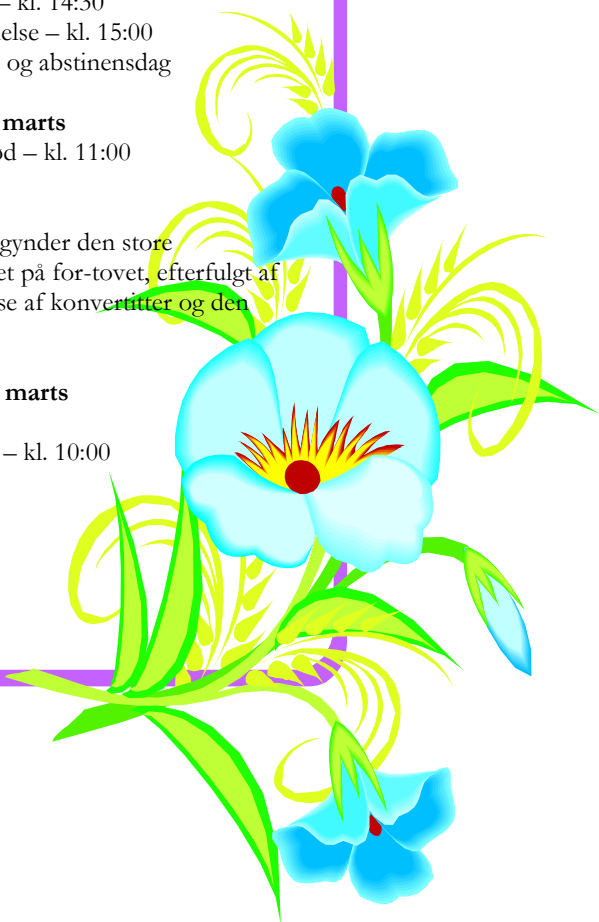 – kl. 14:30
else – kl. 15:00
og abstinensdag
marts
ød – kl. 11:00
gynder den store
et på for-tovet, efterfulgt af
se af konvertitter og den
marts
– kl. 10:00